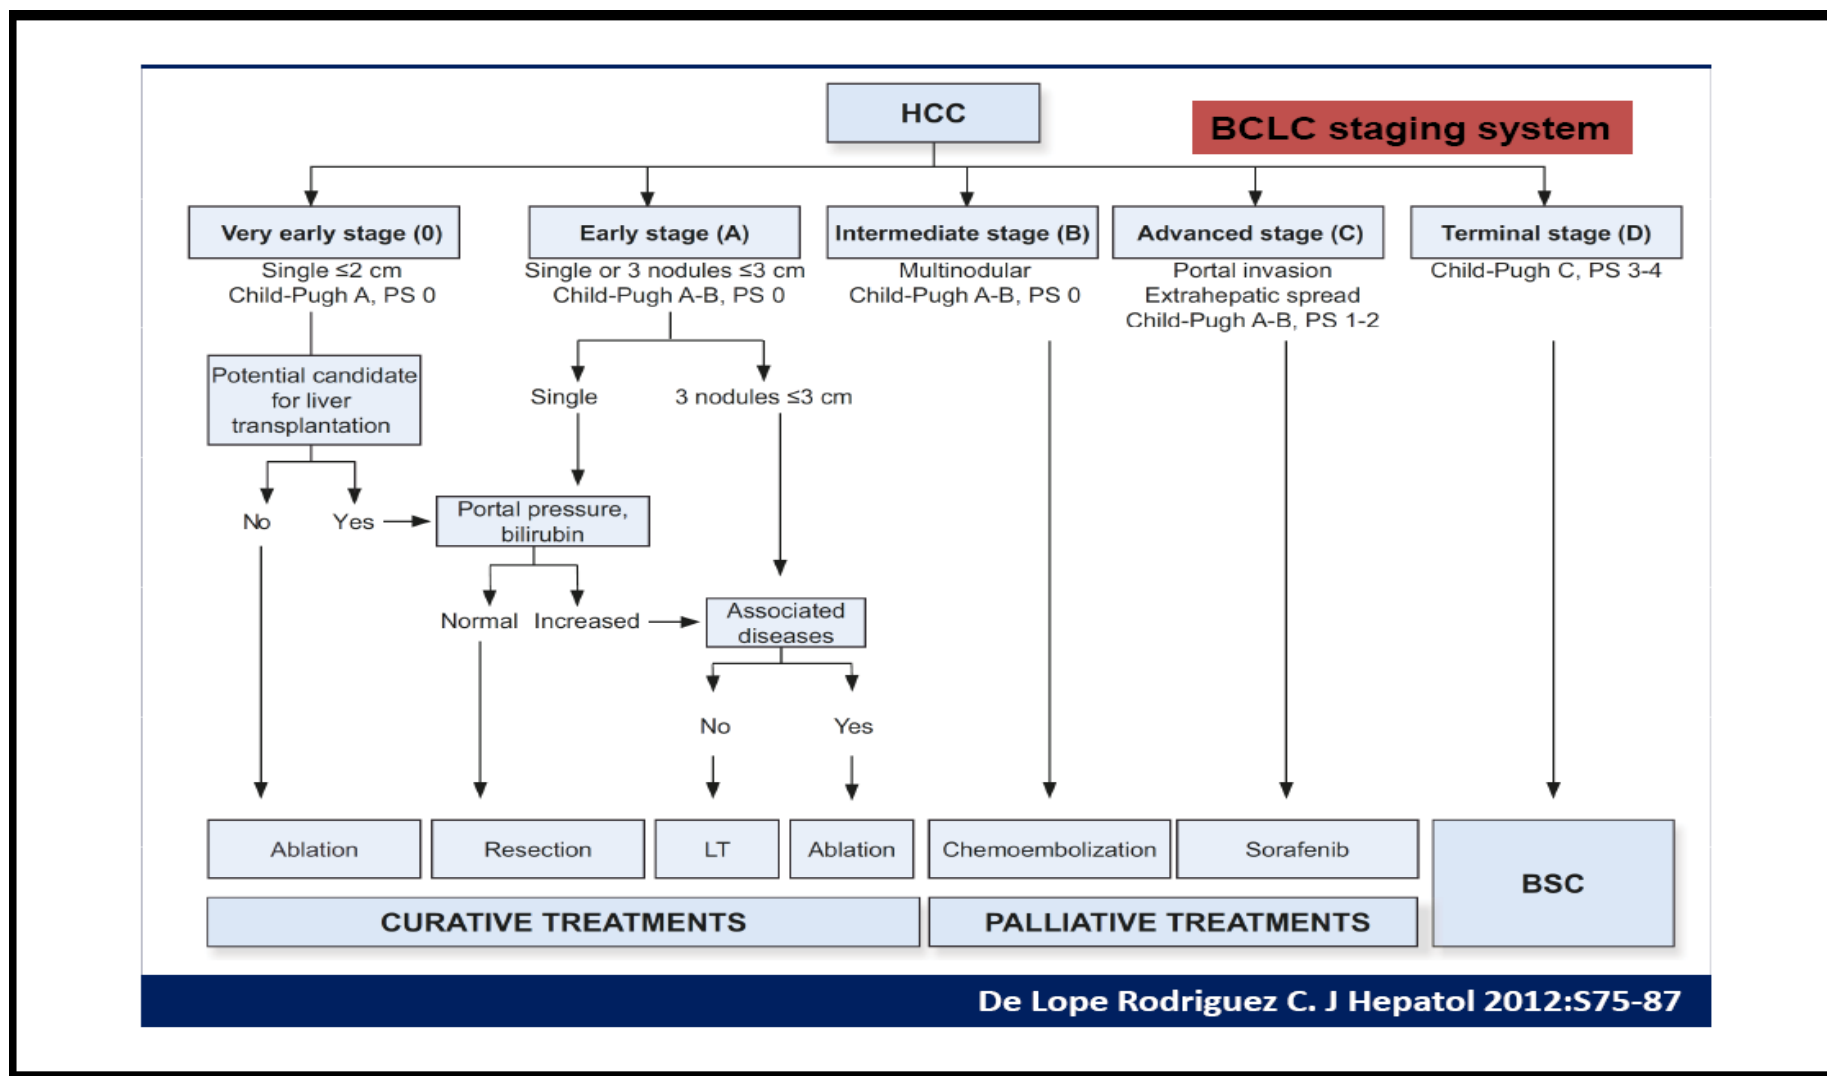 HCC
BCLC staging system
Very early stage (0)
Single ≤2 cm
Child-Pugh A, PS 0
Early stage (A)
Single or 3 nodules ≤3 cm
Child-Pugh A-B, PS 0
Intermediate stage (B)
Multinodular
Child-Pugh A-B, PS 0
Advanced stage (C)
Portal invasion
Extrahepatic spread
Child-Pugh A-B, PS 1-2
Terminal stage (D)
Child-Pugh C, PS 3-4
Potential candidate
for liver
transplantation
Single
3 nodules ≤3 cm
No
Yes
Portal pressure,
bilirubin
Normal
Increased
Associated
diseases
No
Yes
Ablation
Resection
LT
Ablation
Chemoembolization
Sorafenib
BSC
CURATIVE TREATMENTS
PALLIATIVE TREATMENTS
De Lope Rodriguez C. J Hepatol 2012:S75-87